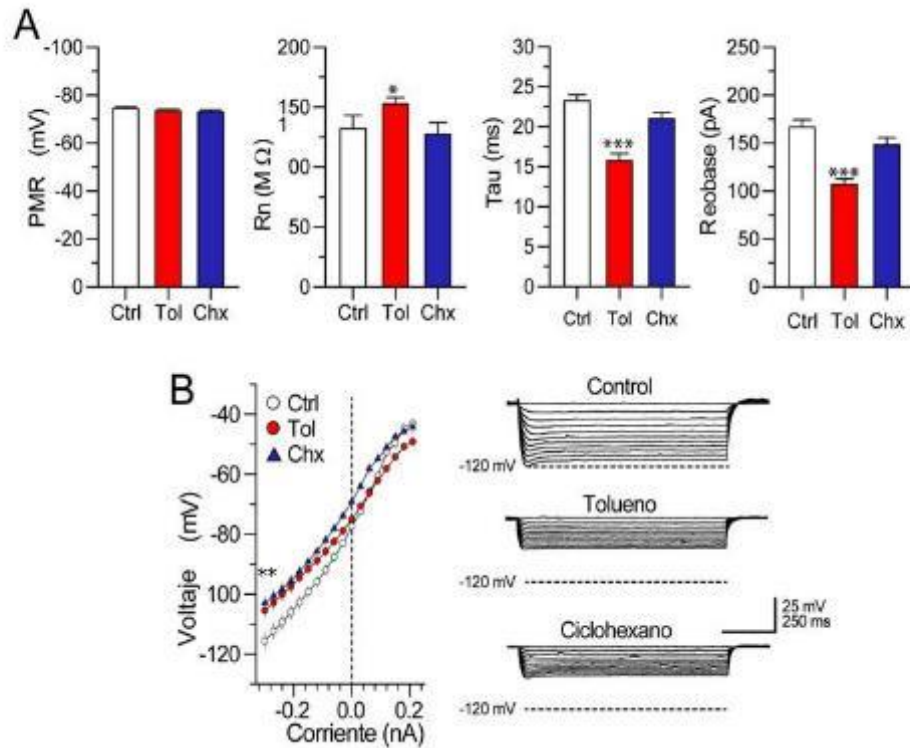 A
PMR (mV)
-100
-80
-60
-40
-20
0
Ctrl Tol Chx
Rn (M Ω)
200
150
100
50
0
*
Ctrl Tol Chx
Tau (ms)
30
25
20
15
10
5
0
***
Ctrl Tol Chx
Reobase (pA)
250
200
150
100
50
0
***
Ctrl Tol Chx
B
Ctrl
Tol
Chx
Voltaje (mV)
-40
-60
-80
100
-120
**
-0.2 0.0 0.2
Corriente (nA)
Control
-120 mV
Tolueno
-120 mV
25 mV
250 ms
Ciclohexano
-120 mV